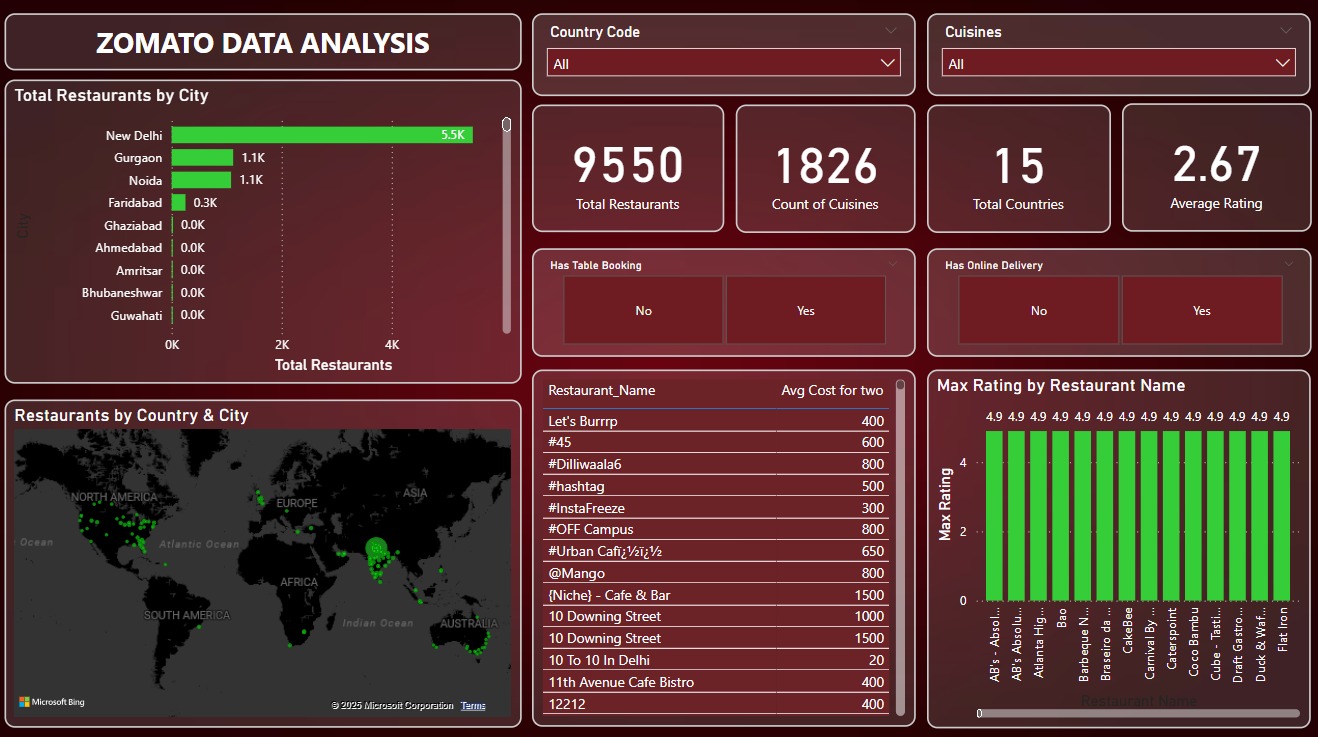 ZOMATO DATA ANALYSIS
Country Code
All
Cuisines
All
Total Restaurants by City
City
New Delhi 5.5K
Gurgaon 1.1K
Noida 1.1K
Faridabad 0.3K
Ghaziabad 0.0K
Ahmedabad 0.0K
Amritsar 0.0K
Bhubaneshwar 0.0K
Guwahati 0.0K
0K 2K 4K
Total Restaurants
9550
Total Restaurants
1826
Count of Cuisines
15
Total Countries
2.67
Average Rating
Has Table Booking
No Yes
Has Online Delivery
No Yes
Restaurants by Country & City
NORTH AMERICA
EUROPE
ASIA
Ocean
Atlantic Ocean
AFRICA
SOUTH AMERICA
Indian Ocean
AUSTRALIA
Microsoft Bing
© 2025 Microsoft Corporation Terms
Restaurant_Name Avg Cost for two
Let's Burrrp 400
#45 600
#Dilliwaala6 800
#hashtag 500
#InstaFreeze 300
#OFF Campus 800
#Urban Cafï¿½ï¿½ 650
@Mango 800
{Niche} - Cafe & Bar 1500
10 Downing Street 1000
10 Downing Street 1500
10 To 10 In Delhi 20
11th Avenue Cafe Bistro 400
12212 400
Max Rating by Restaurant Name
4.9 4.9 4.9 4.9 4.9 4.9 4.9 4.9 4.9 4.9 4.9 4.9 4.9 4.9
Max Rating
4
2
0
AB's - Absol...
AB's Absolu...
Atlanta Hig...
Bao
Barbeque N...
Braseiro da ...
CakeBee
Carnival By ...
Caterspoint
Coco Bambu
Cube - Tasti...
Draft Gastro...
Duck & Waf...
Flat Iron
Restaurant Name